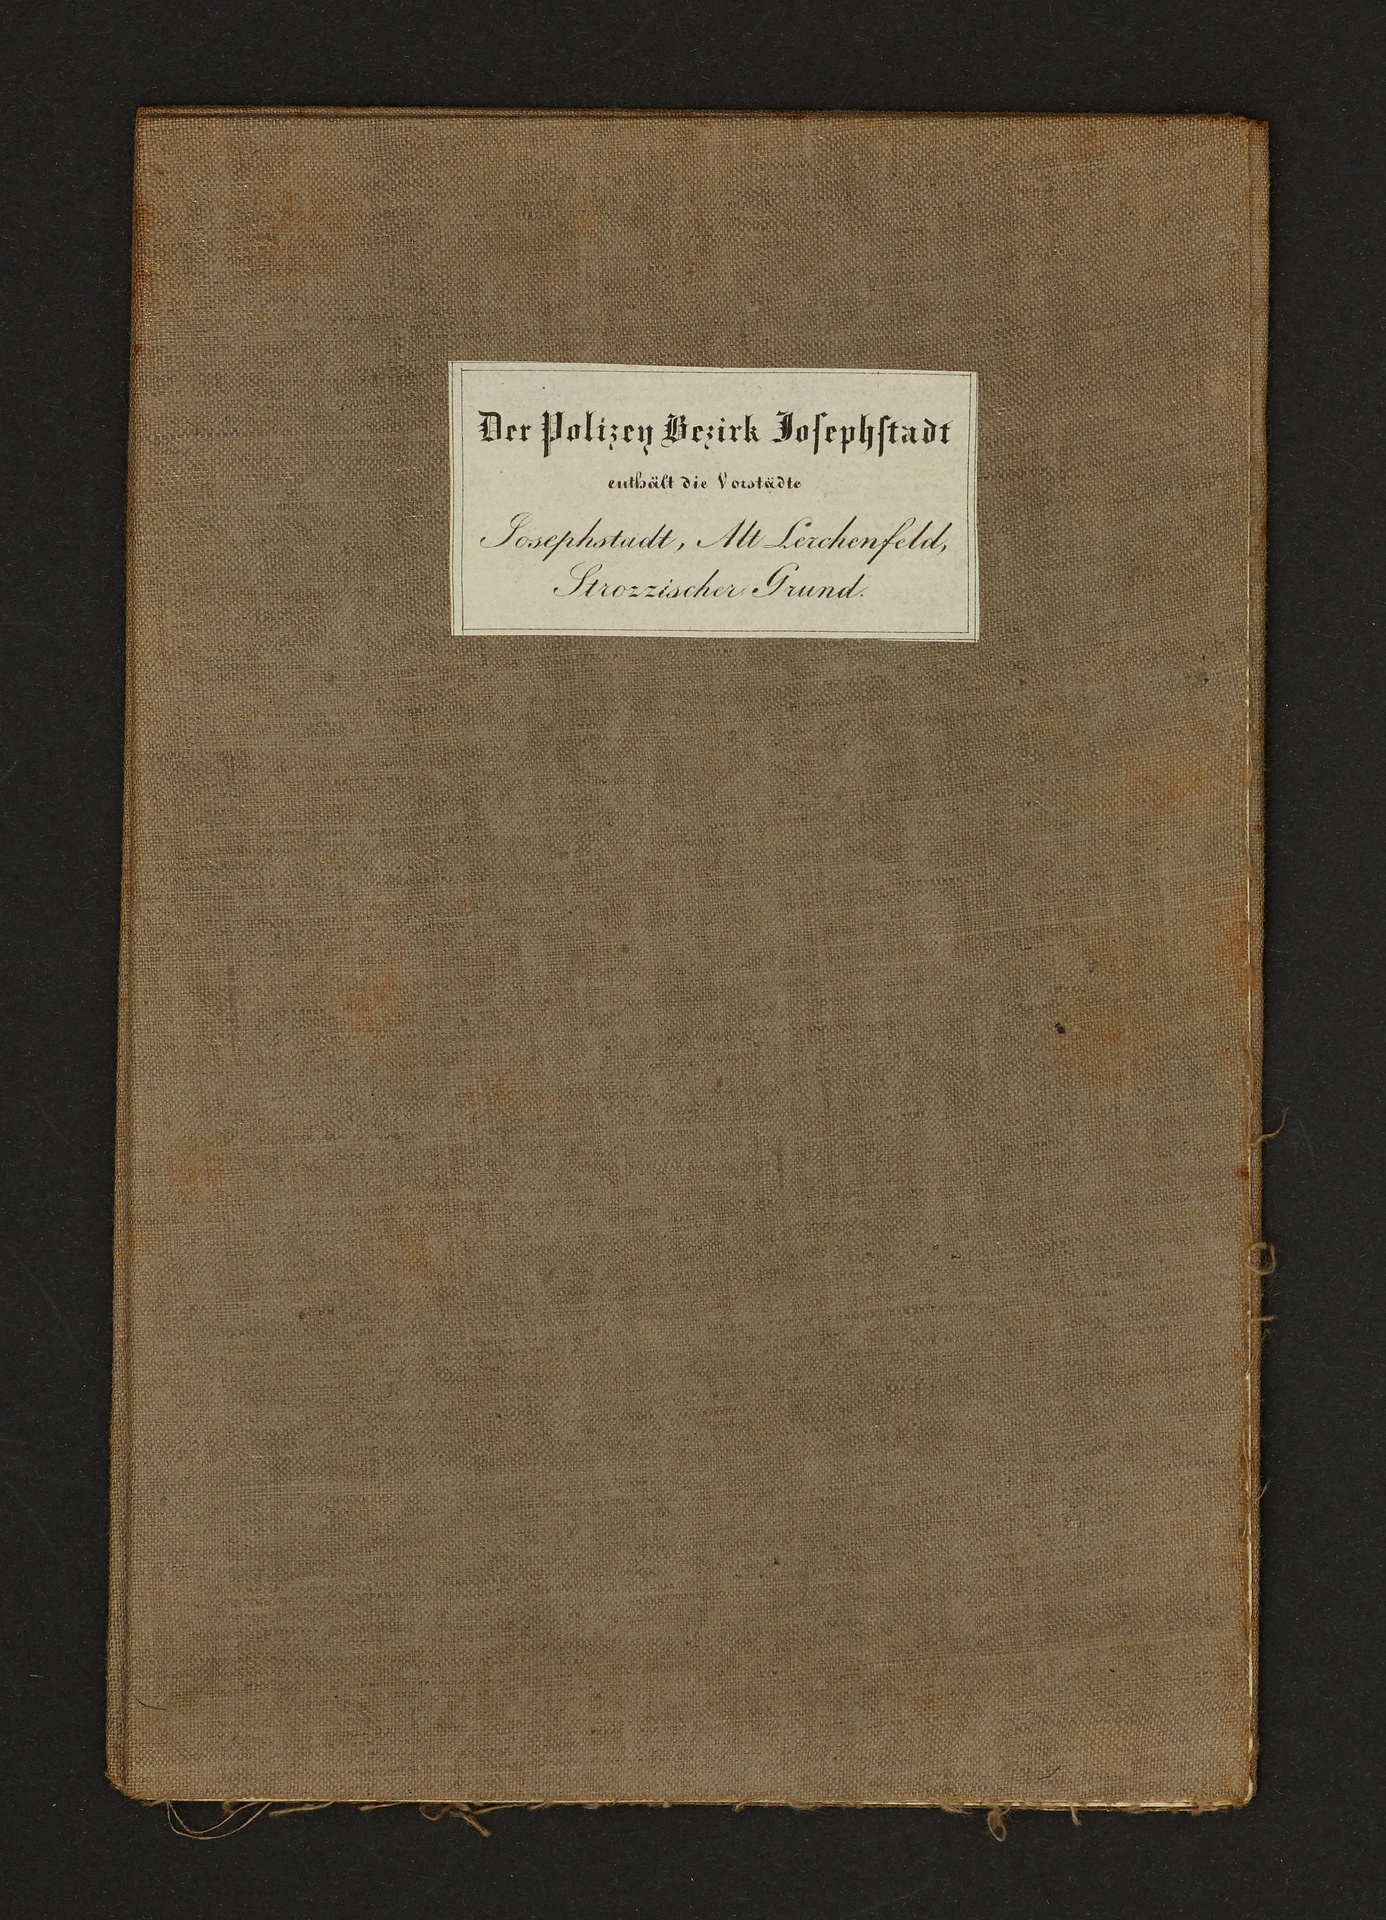 Der Polizey Bezirk Josephstadt
enthält die Vorstädte
Josephstadt, Alt Lerchenfeld,
Strozzischer Grund.